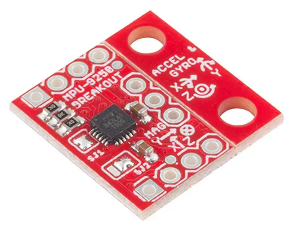 MPU-9250
BREAKOUT
ACCEL
GYRO
Y
X
Z
MAG
Y
X
Z
SJ1
SJ2